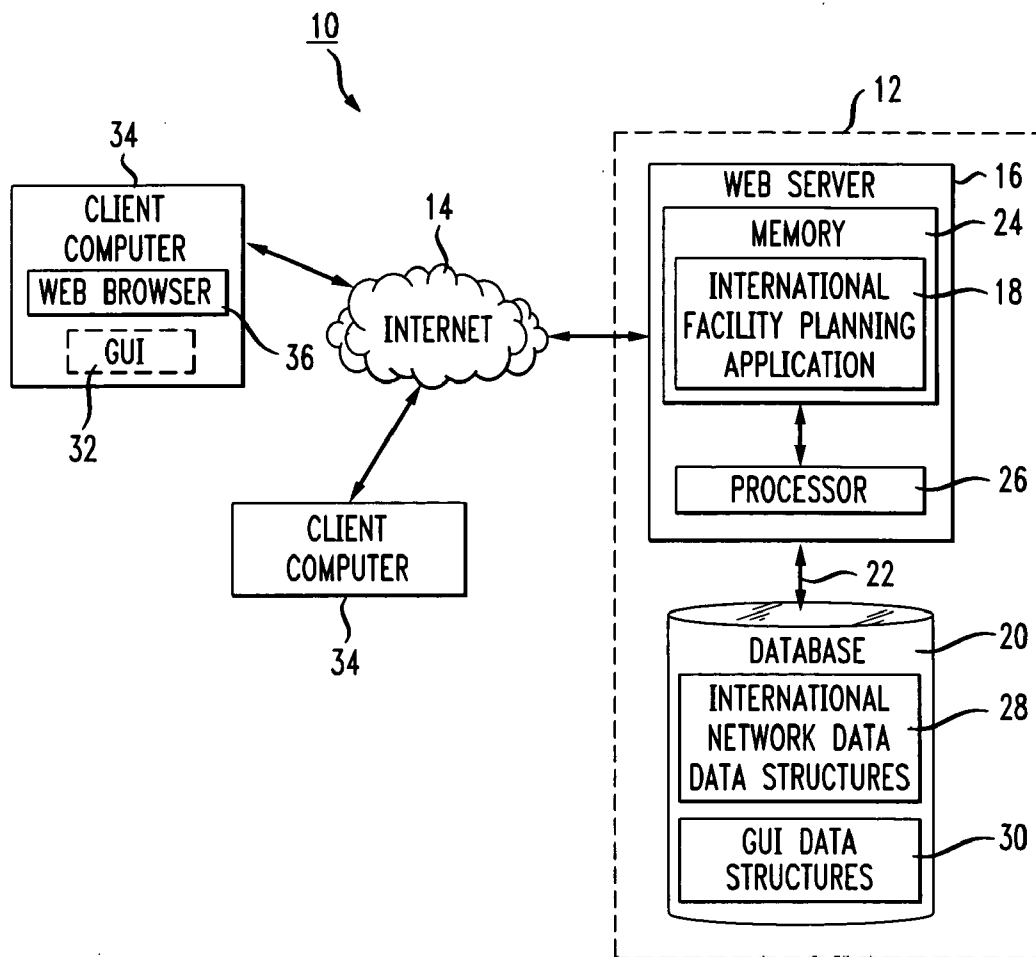 10
12
34
CLIENT
COMPUTER
WEB BROWSER
GUI
36
32
14
INTERNET
CLIENT
COMPUTER
34
WEB SERVER
16
MEMORY
24
INTERNATIONAL
FACILITY PLANNING
APPLICATION
18
PROCESSOR
26
22
DATABASE
20
INTERNATIONAL
NETWORK DATA
DATA STRUCTURES
28
GUI DATA
STRUCTURES
30